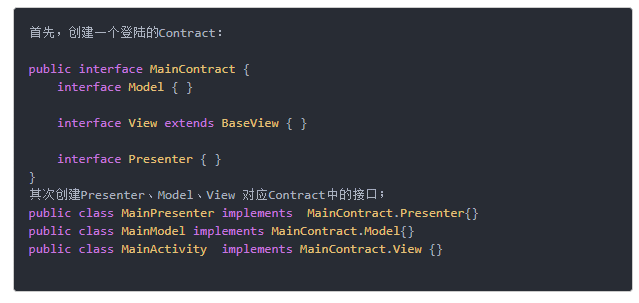 首先，创建一个登陆的Contract：
public interface MainContract {
interface Model { }
interface View extends BaseView { }
interface Presenter { }
}
其次创建Presenter、Model、View 对应Contract中的接口；
public class MainPresenter implements  MainContract.Presenter{}
public class MainModel implements MainContract.Model{}
public class MainActivity  implements MainContract.View {}